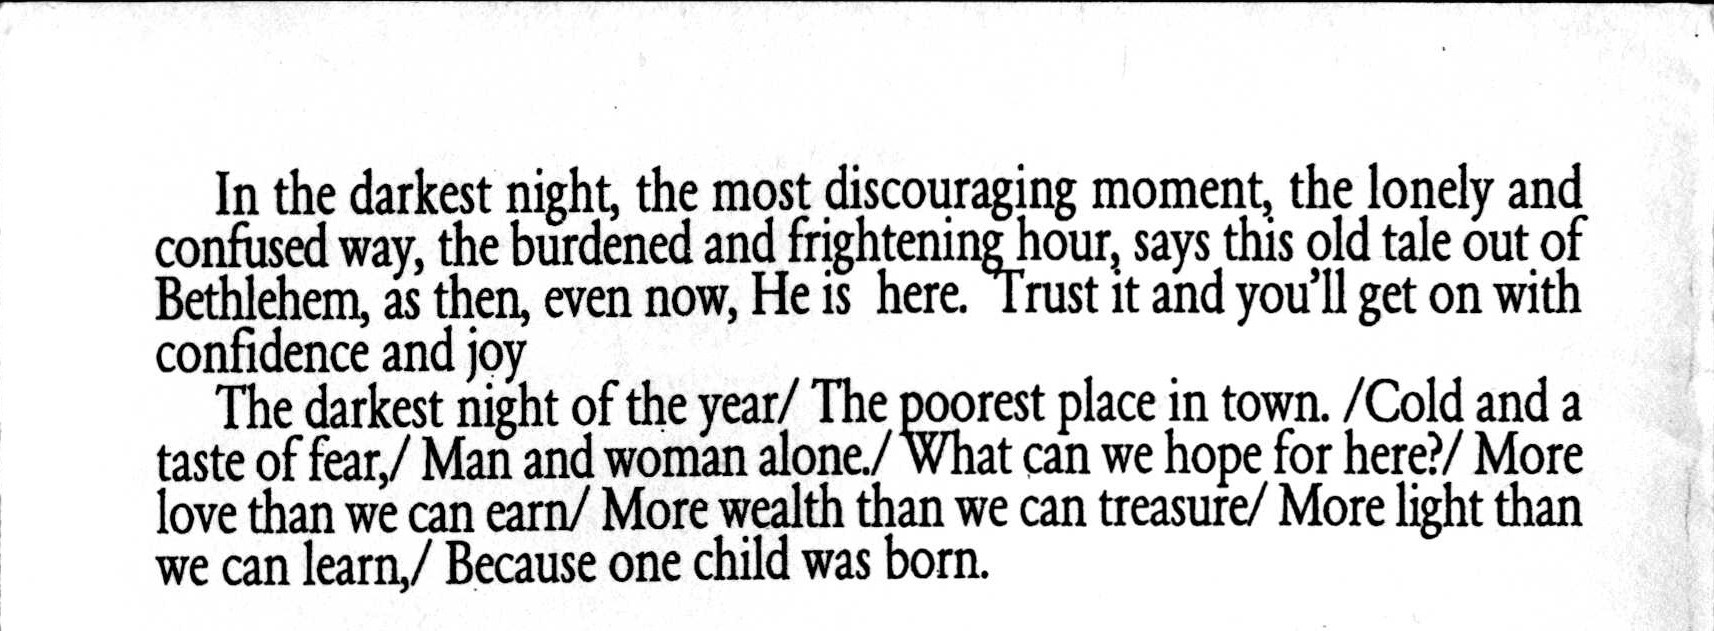 In the darkest night, the most discouraging moment, the lonely and
confused way, the burdened and frightening hour, says this old tale out of
Bethlehem, as then, even now, He is  here.  Trust it and you'll get on with
confidence and joy
The darkest night of the year/ The poorest place in town. /Cold and a
taste of fear,/ Man and woman alone./ What can we hope for here?/ More
love than we can earn/ More wealth than we can treasure/ More light than
we can learn,/ Because one child was born.